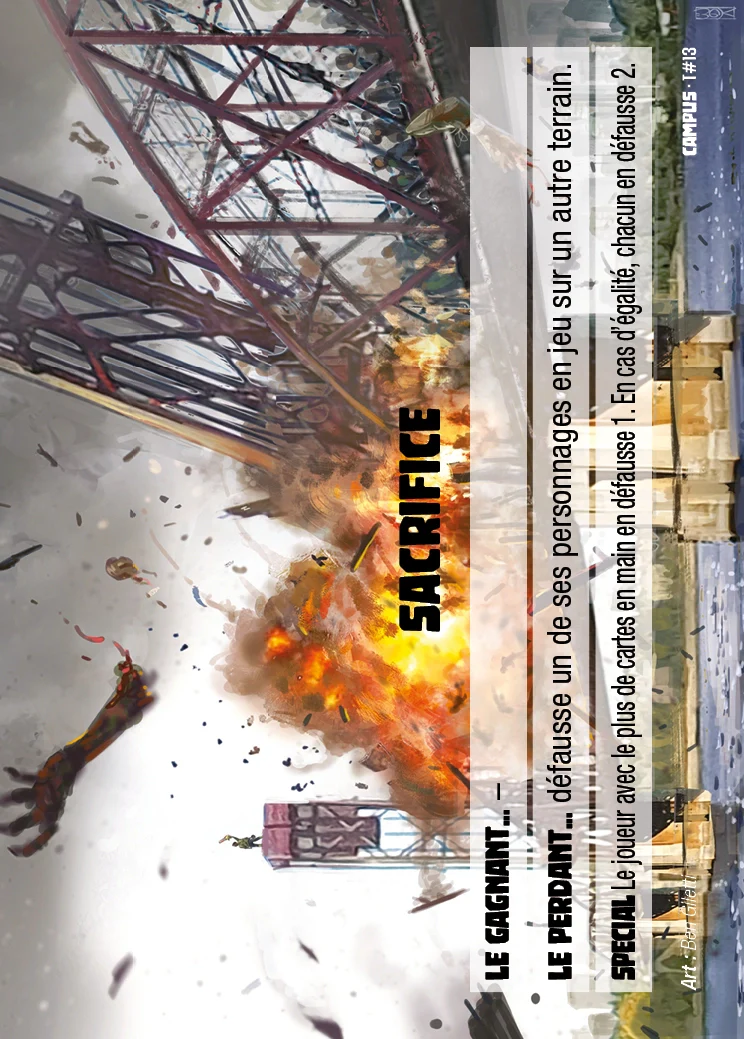 SACRIFICE
LE GAGNANT... –
LE PERDANT... défausse un de ses personnages en jeu sur un autre terrain.
SPECIAL Le joueur avec le plus de cartes en main en défausse 1. En cas d'égalité, chacun en défausse 2.
Art : Ben Giletti
CAMPUS · T#13